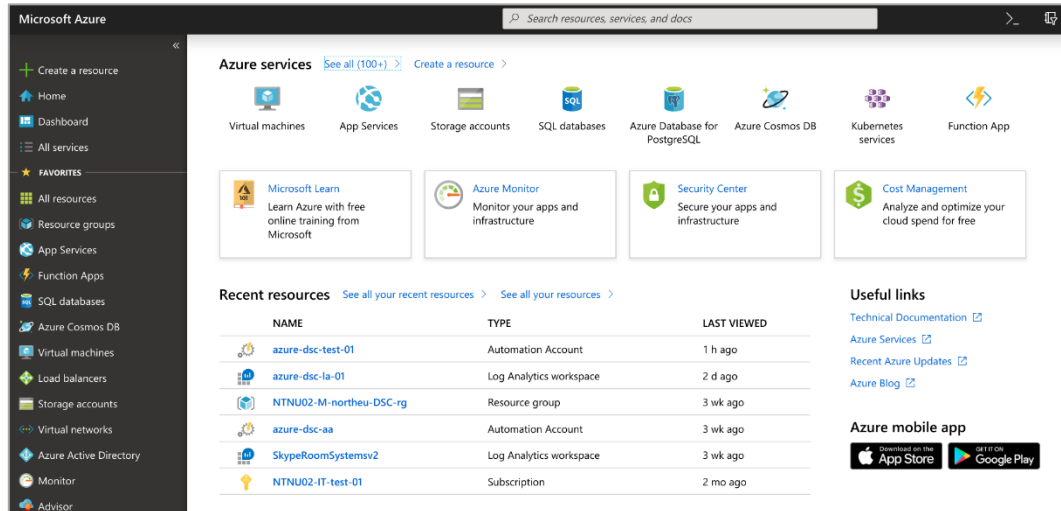 Microsoft Azure
Search resources, services, and docs
«
Create a resource
Home
Dashboard
All services
FAVORITES
All resources
Resource groups
App Services
Function Apps
SQL databases
Azure Cosmos DB
Virtual machines
Load balancers
Storage accounts
Virtual networks
Azure Active Directory
Monitor
Advisor
Azure services See all (100+) > Create a resource >
Virtual machines
App Services
Storage accounts
SQL databases
Azure Database for
PostgreSQL
Azure Cosmos DB
Kubernetes
services
Function App
Microsoft Learn
Learn Azure with free
online training from
Microsoft
Azure Monitor
Monitor your apps and
infrastructure
Security Center
Secure your apps and
infrastructure
Cost Management
Analyze and optimize your
cloud spend for free
Recent resources See all your recent resources > See all your resources >
NAME TYPE LAST VIEWED
azure-dsc-test-01 Automation Account 1 h ago
azure-dsc-la-01 Log Analytics workspace 2 d ago
NTNU02-M-northeu-DSC-rg Resource group 3 wk ago
azure-dsc-aa Automation Account 3 wk ago
SkypeRoomSystemsv2 Log Analytics workspace 3 wk ago
NTNU02-IT-test-01 Subscription 2 mo ago
Useful links
Technical Documentation
Azure Services
Recent Azure Updates
Azure Blog
Azure mobile app
Download on the
App Store
GET IT ON
Google Play